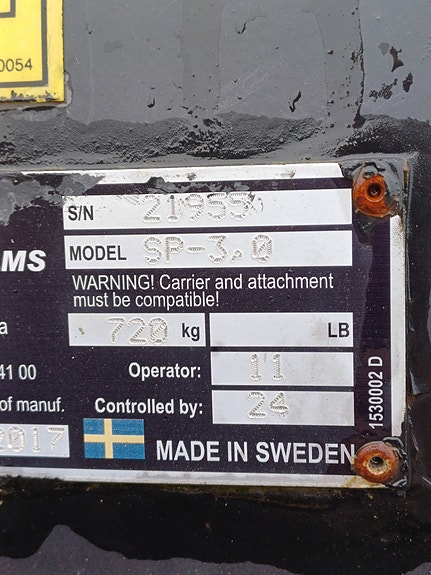 0054
S/N 21955
MS
MODEL SP-3,0
WARNING! Carrier and attachment
must be compatible!
a
720 kg LB
41 00
Operator: 11
of manuf.
Controlled by: 24
2017
MADE IN SWEDEN
1530002 D